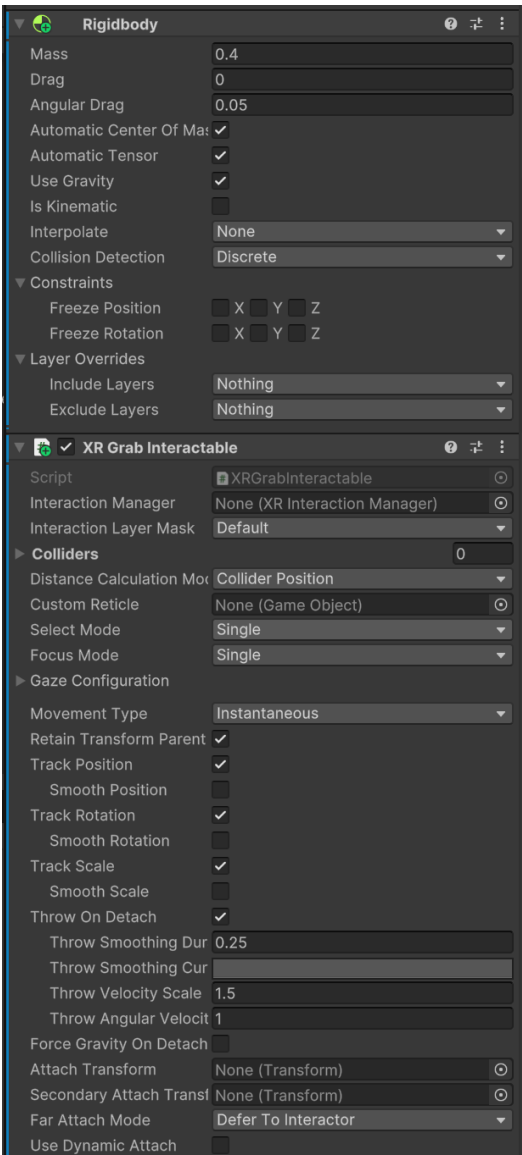 Rigidbody
Mass 0.4
Drag 0
Angular Drag 0.05
Automatic Center Of Mas
Automatic Tensor
Use Gravity
Is Kinematic
Interpolate None
Collision Detection Discrete
Constraints
Freeze Position X Y Z
Freeze Rotation X Y Z
Layer Overrides
Include Layers Nothing
Exclude Layers Nothing
XR Grab Interactable
Script XRGrabInteractable
Interaction Manager None (XR Interaction Manager)
Interaction Layer Mask Default
Colliders 0
Distance Calculation Mod Collider Position
Custom Reticle None (Game Object)
Select Mode Single
Focus Mode Single
Gaze Configuration
Movement Type Instantaneous
Retain Transform Parent
Track Position
Smooth Position
Track Rotation
Smooth Rotation
Track Scale
Smooth Scale
Throw On Detach
Throw Smoothing Dur 0.25
Throw Smoothing Cur
Throw Velocity Scale 1.5
Throw Angular Velocit 1
Force Gravity On Detach
Attach Transform None (Transform)
Secondary Attach Transf None (Transform)
Far Attach Mode Defer To Interactor
Use Dynamic Attach